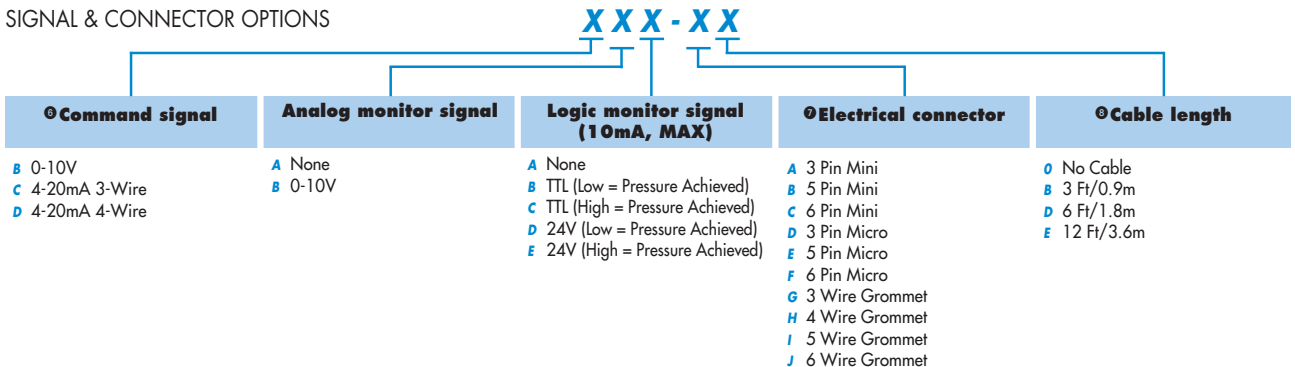 SIGNAL & CONNECTOR OPTIONS
X X X - X X
❻Command signal
B 0-10V
C 4-20mA 3-Wire
D 4-20mA 4-Wire
Analog monitor signal
A None
B 0-10V
Logic monitor signal
(10mA, MAX)
A None
B TTL (Low = Pressure Achieved)
C TTL (High = Pressure Achieved)
D 24V (Low = Pressure Achieved)
E 24V (High = Pressure Achieved)
❼Electrical connector
A 3 Pin Mini
B 5 Pin Mini
C 6 Pin Mini
D 3 Pin Micro
E 5 Pin Micro
F 6 Pin Micro
G 3 Wire Grommet
H 4 Wire Grommet
I 5 Wire Grommet
J 6 Wire Grommet
❽Cable length
0 No Cable
B 3 Ft/0.9m
D 6 Ft/1.8m
E 12 Ft/3.6m